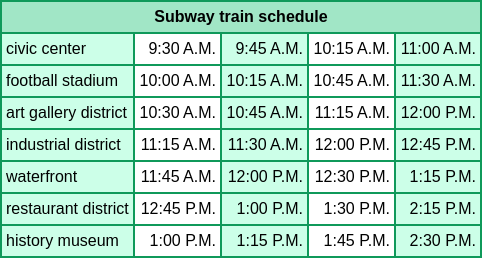 Subway train schedule
civic center 9:30 A.M. 9:45 A.M. 10:15 A.M. 11:00 A.M.
football stadium 10:00 A.M. 10:15 A.M. 10:45 A.M. 11:30 A.M.
art gallery district 10:30 A.M. 10:45 A.M. 11:15 A.M. 12:00 P.M.
industrial district 11:15 A.M. 11:30 A.M. 12:00 P.M. 12:45 P.M.
waterfront 11:45 A.M. 12:00 P.M. 12:30 P.M. 1:15 P.M.
restaurant district 12:45 P.M. 1:00 P.M. 1:30 P.M. 2:15 P.M.
history museum 1:00 P.M. 1:15 P.M. 1:45 P.M. 2:30 P.M.